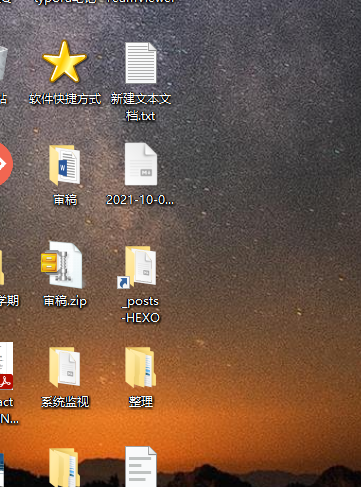 typora笔记
TeamViewer
站
软件快捷方式
新建文本文
档.txt
审稿
2021-10-0...
学期
审稿.zip
_posts
-HEXO
act
N...
系统监视
整理